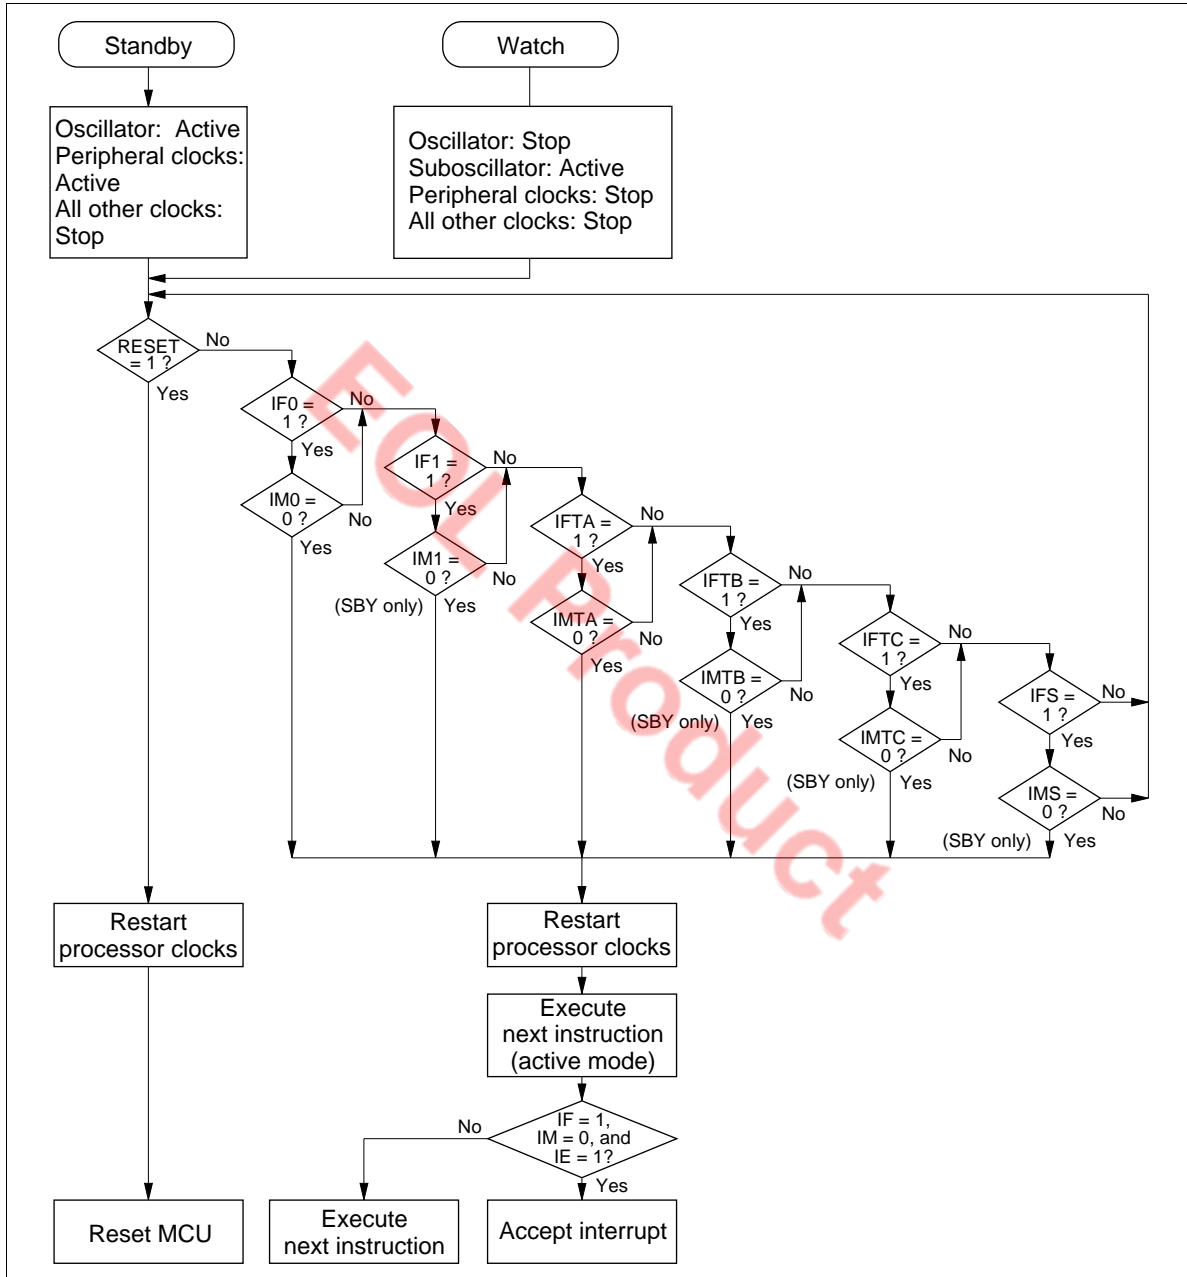 Standby
Watch
Oscillator: Active
Peripheral clocks:
Active
All other clocks:
Stop
Oscillator: Stop
Suboscillator: Active
Peripheral clocks: Stop
All other clocks: Stop
RESET
= 1 ?
No
Yes
IF0 =
1 ?
No
Yes
IM0 =
0 ?
No
Yes
IF1 =
1 ?
No
Yes
IM1 =
0 ?
No
(SBY only)
Yes
IFTA =
1 ?
No
Yes
IMTA =
0 ?
No
Yes
IFTB =
1 ?
No
Yes
IMTB =
0 ?
No
(SBY only)
Yes
IFTC =
1 ?
No
Yes
IMTC =
0 ?
No
(SBY only)
Yes
IFS =
1 ?
No
Yes
IMS =
0 ?
No
(SBY only)
Yes
EOL Product
Restart
processor clocks
Restart
processor clocks
Execute
next instruction
(active mode)
IF = 1,
IM = 0, and
IE = 1?
No
Yes
Reset MCU
Execute
next instruction
Accept interrupt